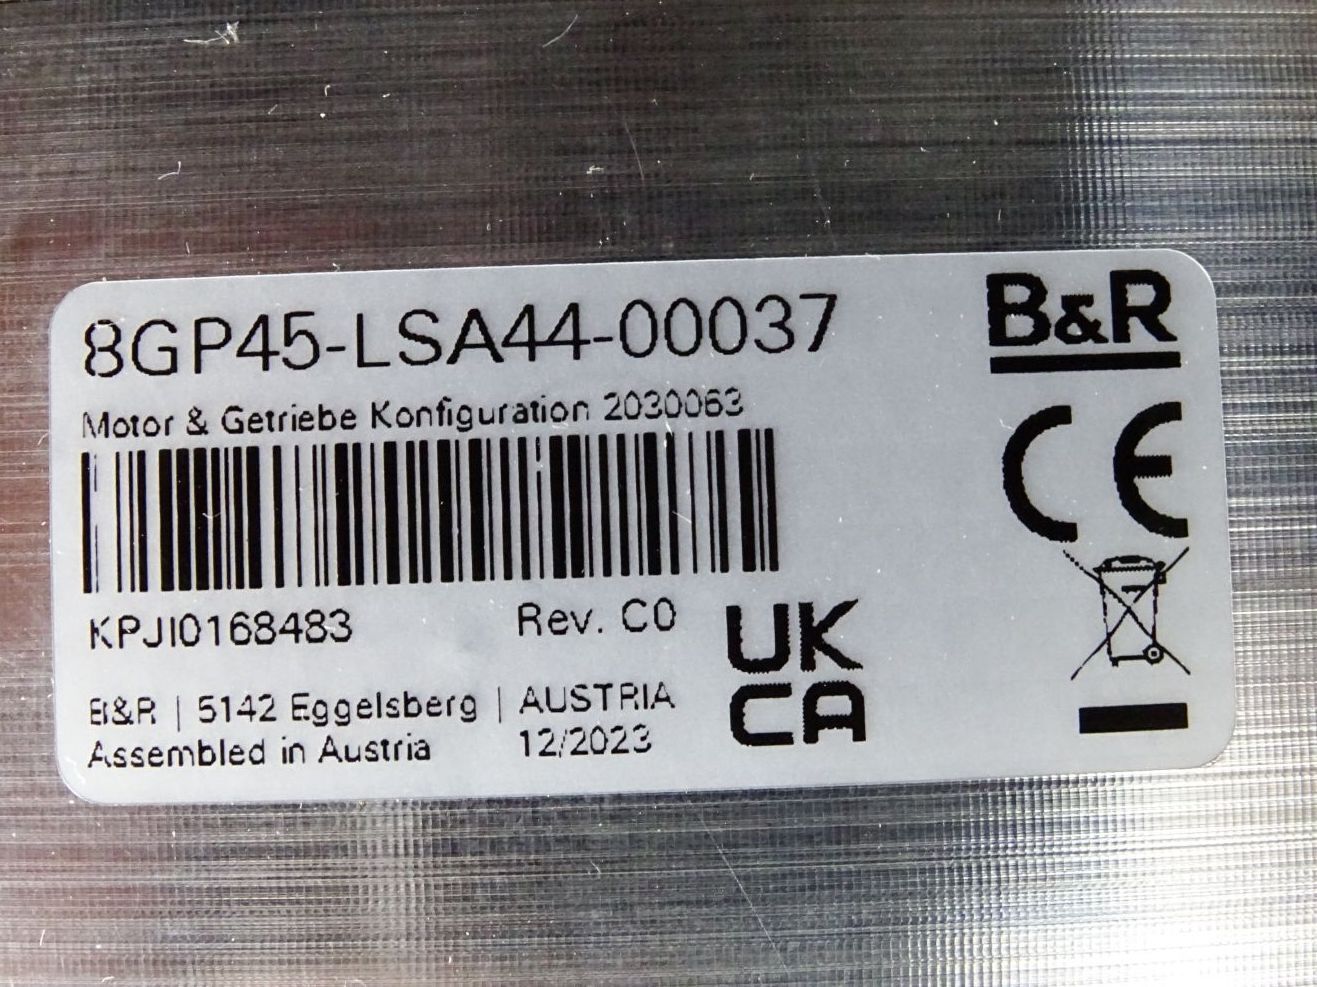 8GP45-LSA44-00037
B&R
Motor & Getriebe Konfiguration 2030063
CE
KPJI0168483 Rev. C0
UK
CA
B&R | 5142 Eggelsberg | AUSTRIA
Assembled in Austria 12/2023